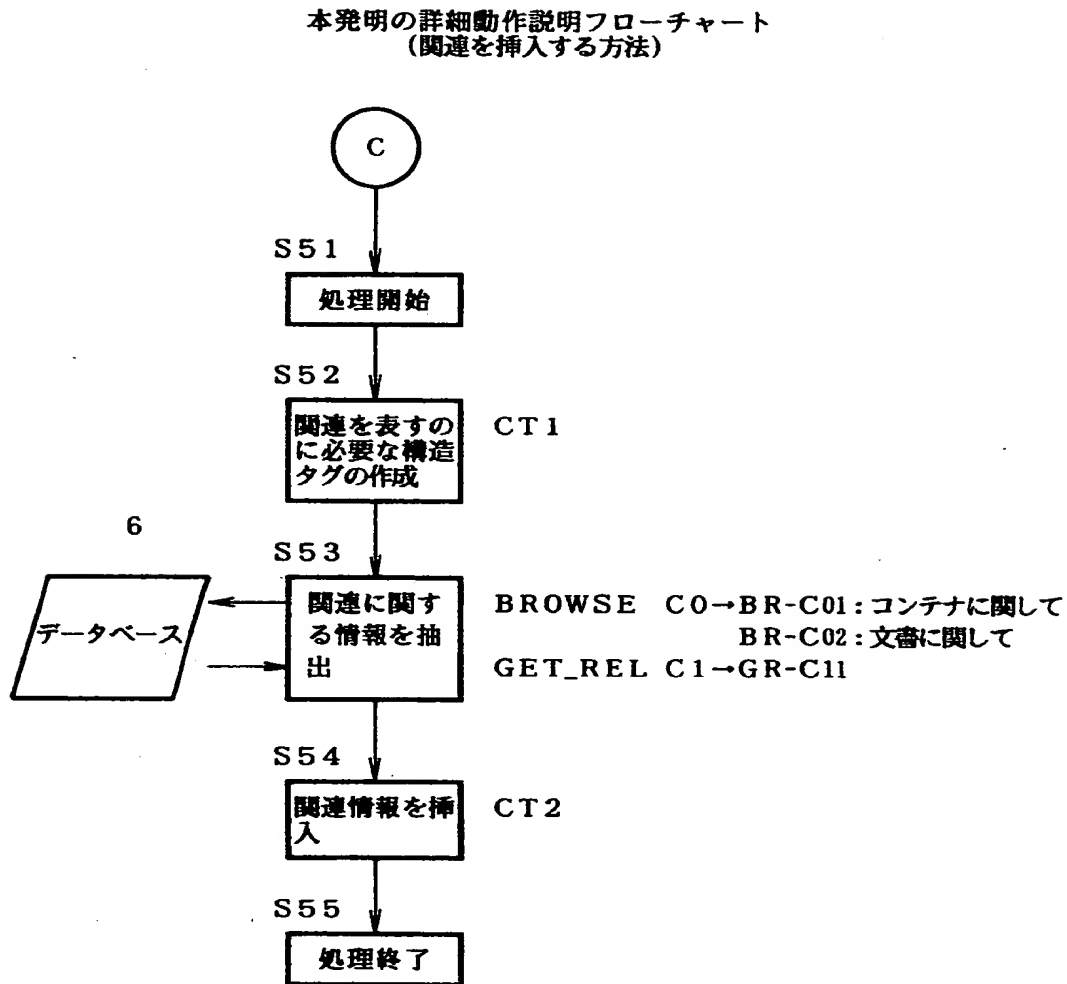 本発明の詳細動作説明フローチャート
(関連を挿入する方法)
C
S51
処理開始
S52
関連を表すの
に必要な構造
タグの作成
CT1
6
データベース
S53
関連に関す
る情報を抽
出
BROWSE C0→BR-C01:コンテナに関して
BR-C02:文書に関して
GET_REL C1→GR-C11
S54
関連情報を挿
入
CT2
S55
処理終了